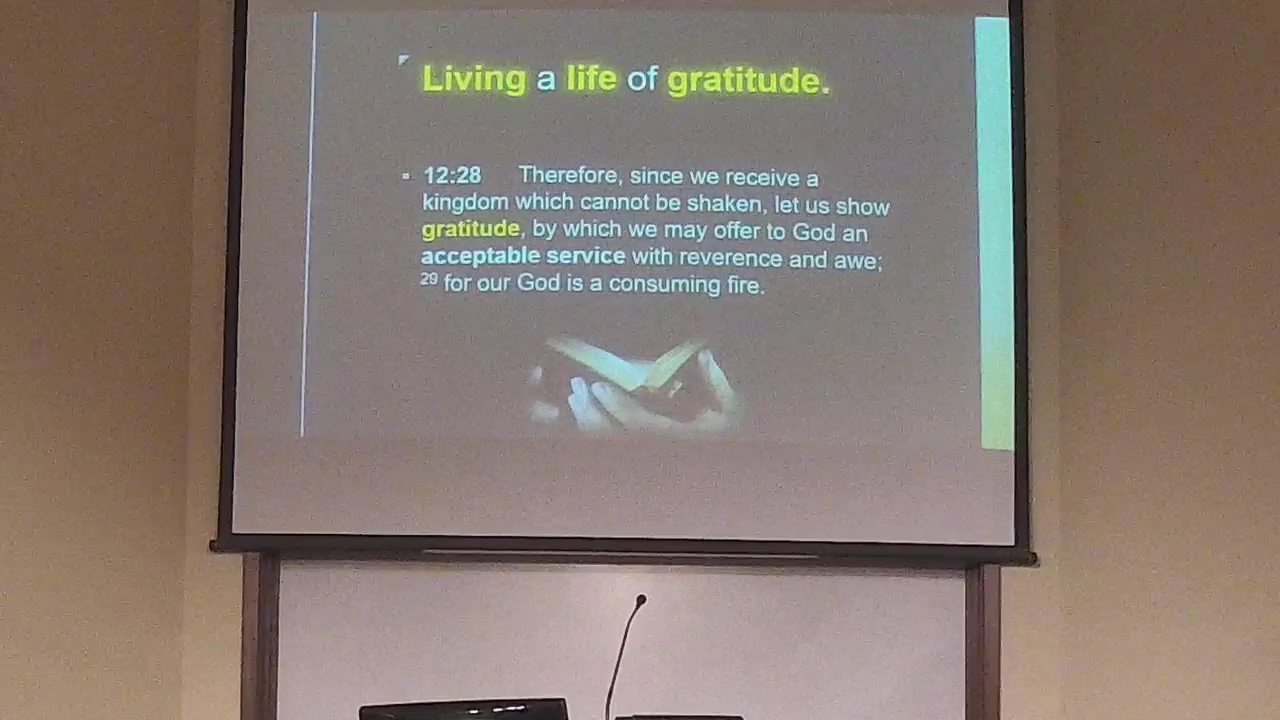 Living a life of gratitude.
12:28 Therefore, since we receive a
kingdom which cannot be shaken, let us show
gratitude, by which we may offer to God an
acceptable service with reverence and awe;
29 for our God is a consuming fire.